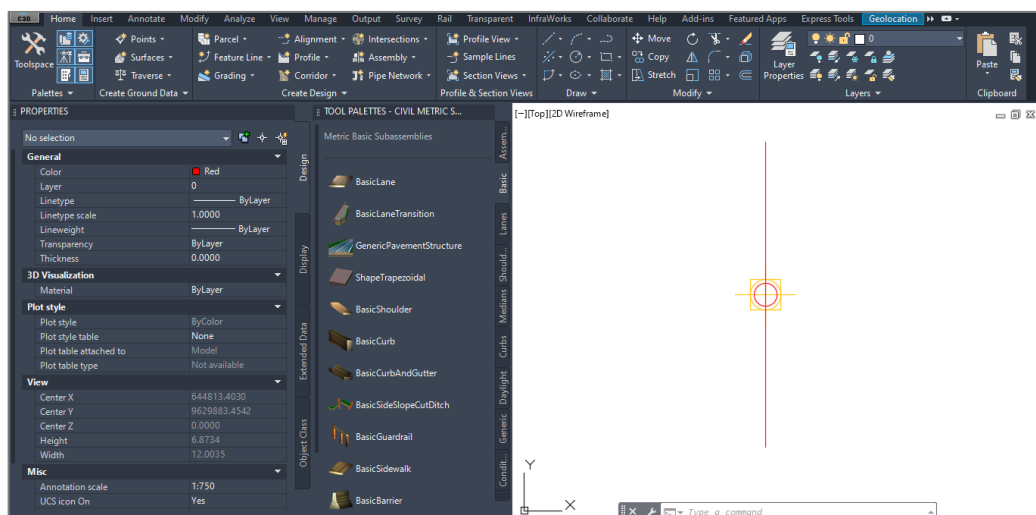 C3D Home Insert Annotate Modify Analyze View Manage Output Survey Rail Transparent InfraWorks Collaborate Help Add-ins Featured Apps Express Tools Geolocation
Toolspace
Palettes
Points
Surfaces
Traverse
Create Ground Data
Parcel
Feature Line
Grading
Alignment
Profile
Corridor
Intersections
Assembly
Pipe Network
Create Design
Profile View
Sample Lines
Section Views
Profile & Section Views
Draw
Move
Copy
Stretch
Modify
Layer
Properties
0
Layers
Paste
Clipboard
PROPERTIES
No selection
General
Color Red
Layer 0
Linetype ByLayer
Linetype scale 1.0000
Lineweight ByLayer
Transparency ByLayer
Thickness 0.0000
3D Visualization
Material ByLayer
Plot style
Plot style ByColor
Plot style table None
Plot table attached to Model
Plot table type Not available
View
Center X 644813.4030
Center Y 9629883.4542
Center Z 0.0000
Height 6.8734
Width 12.0035
Misc
Annotation scale 1:750
UCS icon On Yes
Design
Display
Extended Data
Object Class
TOOL PALETTES - CIVIL METRIC S...
Metric Basic Subassemblies
BasicLane
BasicLaneTransition
GenericPavementStructure
ShapeTrapezoidal
BasicShoulder
BasicCurb
BasicCurbAndGutter
BasicSideSlopeCutDitch
BasicGuardrail
BasicSidewalk
BasicBarrier
Assem...
Basic
Lanes
Should...
Medians
Curbs
Daylight
Generic
Condit...
[−][Top][2D Wireframe]
Y
X
Type a command